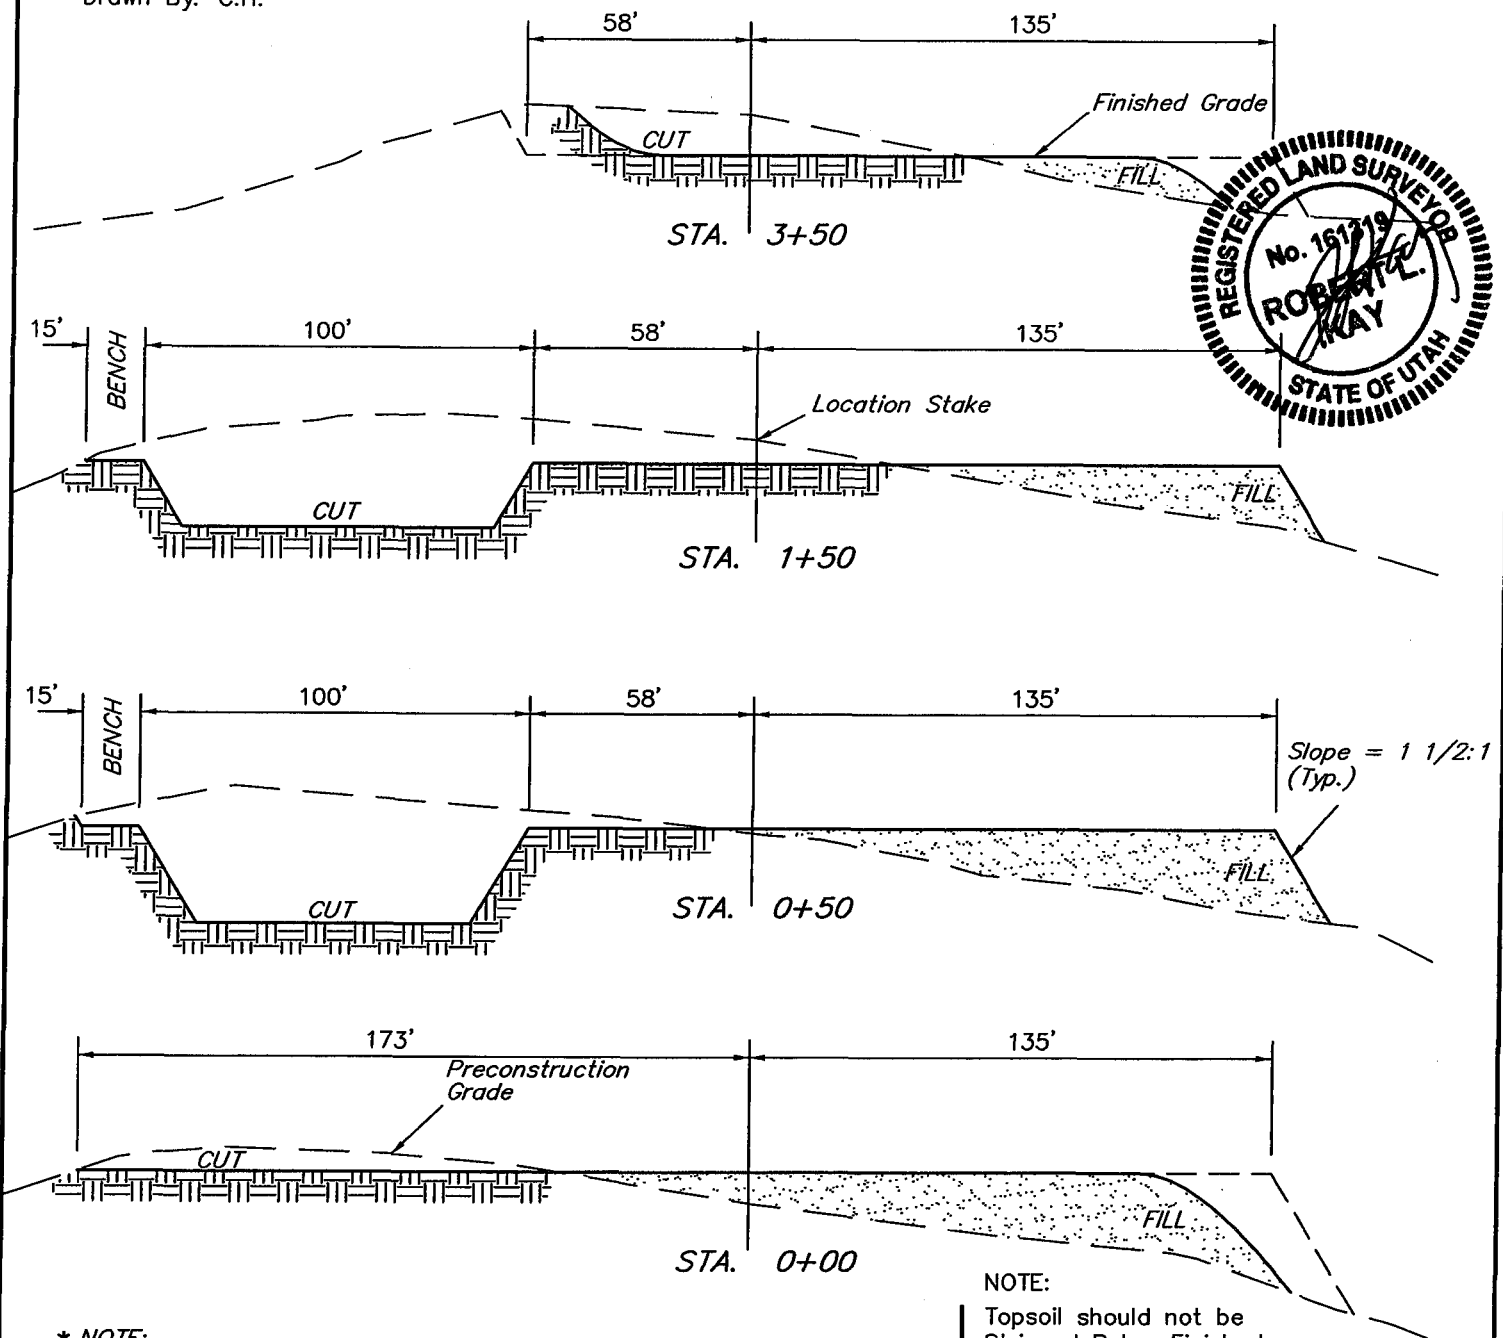 Drawn By: C.H.
58'
135'
Finished Grade
CUT
FILL
STA. 3+50
REGISTERED LAND SURVEYOR
No. 161319
ROBERT L.
KAY
STATE OF UTAH
15'
BENCH
100'
58'
135'
Location Stake
CUT
FILL
STA. 1+50
15'
BENCH
100'
58'
135'
Slope = 1 1/2:1
(Typ.)
CUT
FILL
STA. 0+50
173'
135'
Preconstruction
Grade
CUT
FILL
STA. 0+00
NOTE:
Topsoil should not be
* NOTE: